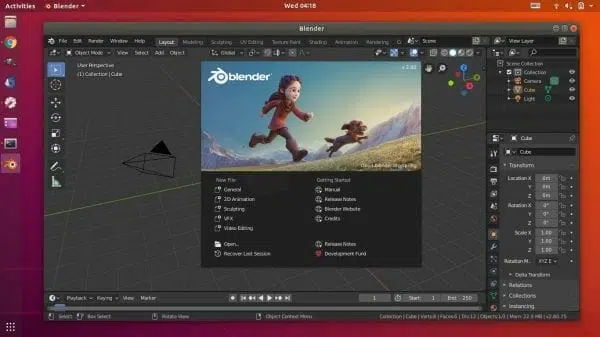 Activities Blender Wed 04:18
Blender
File Edit Render Window Help Layout Modeling Sculpting UV Editing Texture Paint Shading Animation Scene View Layer
Object Mode View Select Add Object Global
User Perspective
(1) Collection | Cube
blender
v 2.80
New File
General
2D Animation
Sculpting
VFX
Video Editing
Open...
Recover Last Session
Getting Started
Manual
Release Notes
Blender Website
Credits
Release Notes
Development Fund
Scene Collection
Collection
Camera
Cube
Light
Cube
Cube
Transform
Location X 0m
Y 0m
Z 0m
Rotation X 0°
Y 0°
Z 0°
Scale X 1.00
Y 1.00
Z 1.00
Rotation M. XYZ E
Delta Transform
Relations
Collections
Instancing
Playback Keying View Marker 1 Start 1 End 250
Select Box Select Rotate View Object Context Menu Collection | Cube | Verts:8 | Faces:6 | Tris:12 | Objects:1/3 | Mem: 22.9 MB | v2.80.75